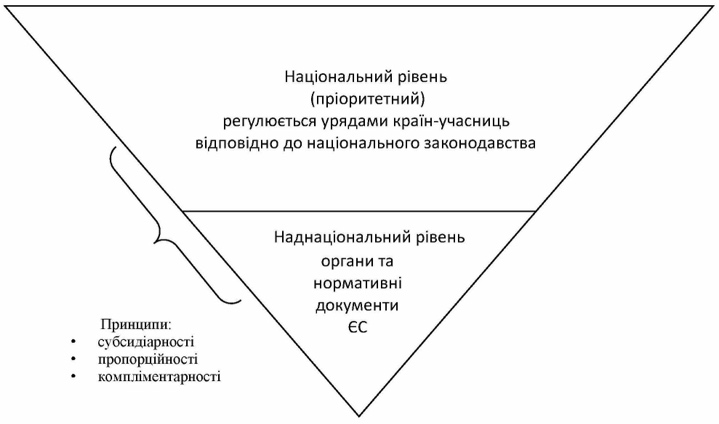 Національний рівень
(пріоритетний)
регулюється урядами країн-учасниць
відповідно до національного законодавства
Наднаціональний рівень
органи та
нормативні
документи
ЄС
Принципи:
• субсидіарності
• пропорційності
• компліментарності